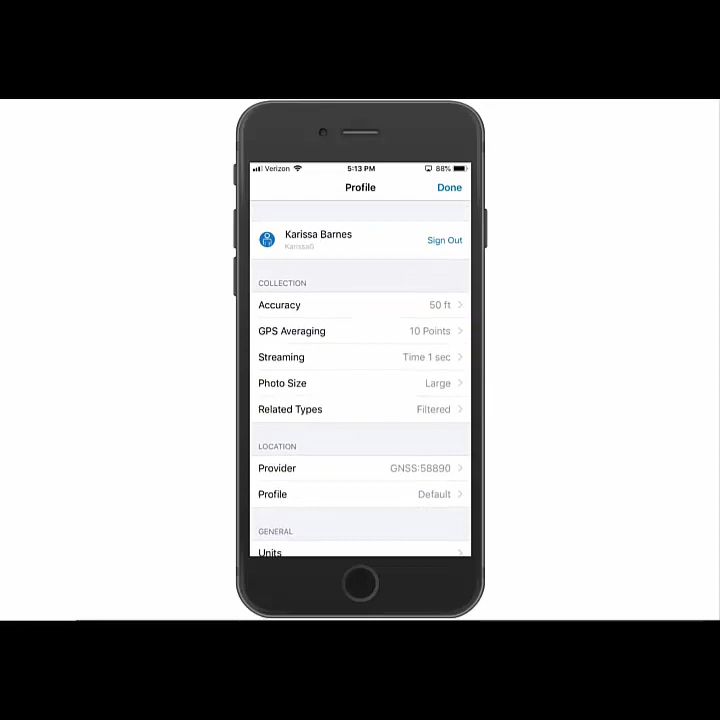 Verizon 5:13 PM 88%
Profile Done
Karissa Barnes
KarissaG
Sign Out
COLLECTION
Accuracy 50 ft
GPS Averaging 10 Points
Streaming Time 1 sec
Photo Size Large
Related Types Filtered
LOCATION
Provider GNSS:58890
Profile Default
GENERAL
Units